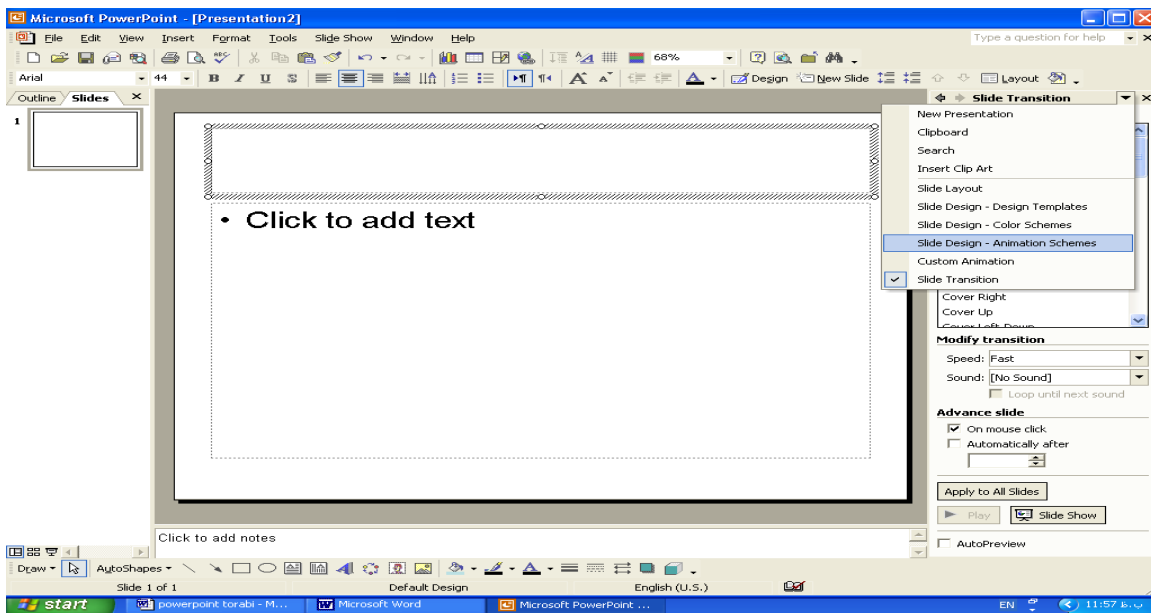 Microsoft PowerPoint - [Presentation2]
File Edit View Insert Format Tools Slide Show Window Help Type a question for help
68%
Arial 44 B I U S A A A Design New Slide Layout
Outline Slides Slide Transition
1
New Presentation
Clipboard
Search
Insert Clip Art
Slide Layout
Slide Design - Design Templates
Slide Design - Color Schemes
Slide Design - Animation Schemes
Custom Animation
Slide Transition
• Click to add text
Cover Right
Cover Up
Cover Left-Down
Modify transition
Speed: Fast
Sound: [No Sound]
Loop until next sound
Advance slide
On mouse click
Automatically after
Apply to All Slides
Play Slide Show
AutoPreview
Click to add notes
Draw AutoShapes A A
Slide 1 of 1 Default Design English (U.S.)
start powerpoint torabi - M... Microsoft Word Microsoft PowerPoint ... EN 11:57 ب.ظ